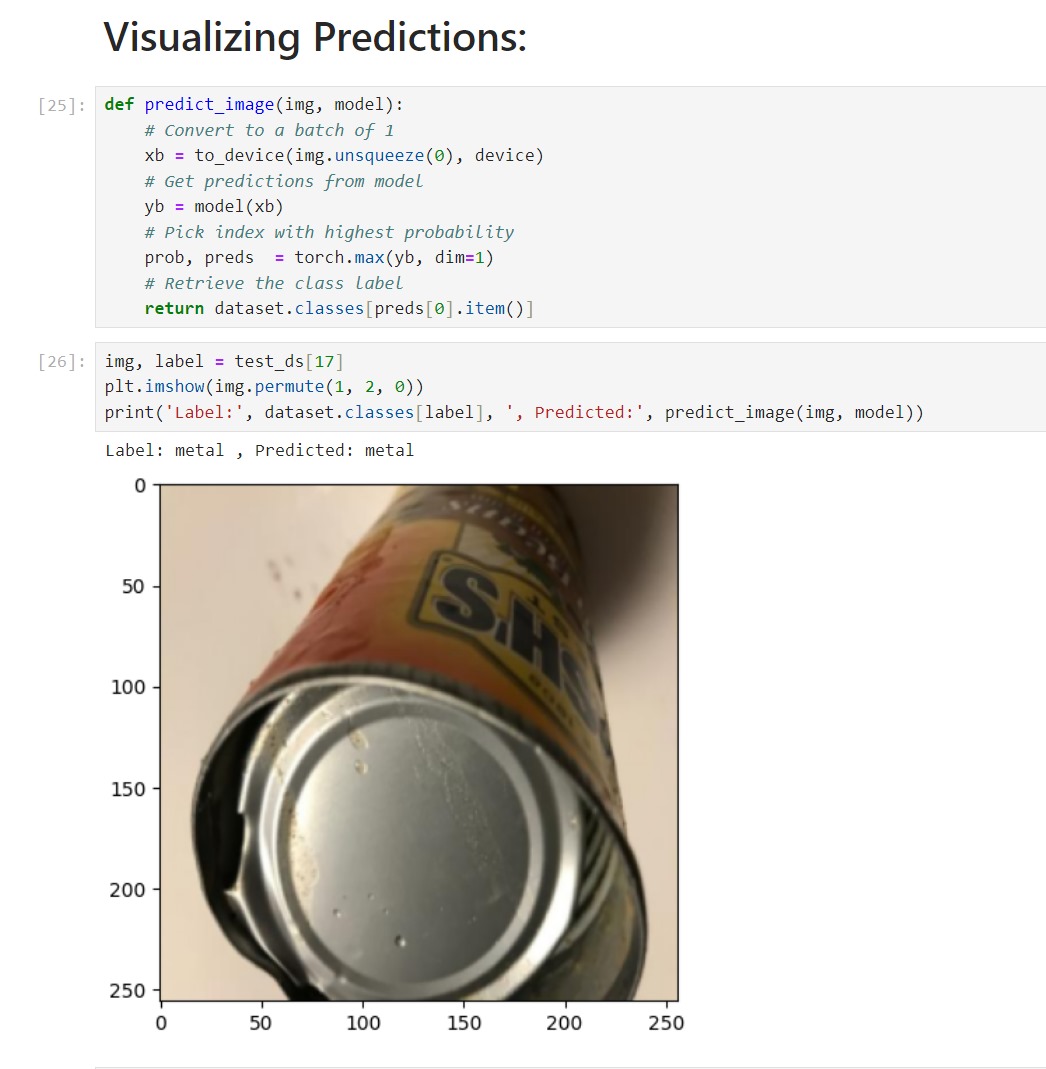 Visualizing Predictions:
[25]:
def predict_image(img, model):
    # Convert to a batch of 1
    xb = to_device(img.unsqueeze(0), device)
    # Get predictions from model
    yb = model(xb)
    # Pick index with highest probability
    prob, preds  = torch.max(yb, dim=1)
    # Retrieve the class label
    return dataset.classes[preds[0].item()]
[26]:
img, label = test_ds[17]
plt.imshow(img.permute(1, 2, 0))
print('Label:', dataset.classes[label], ', Predicted:', predict_image(img, model))
Label: metal , Predicted: metal
0
50
100
150
200
250
0 50 100 150 200 250